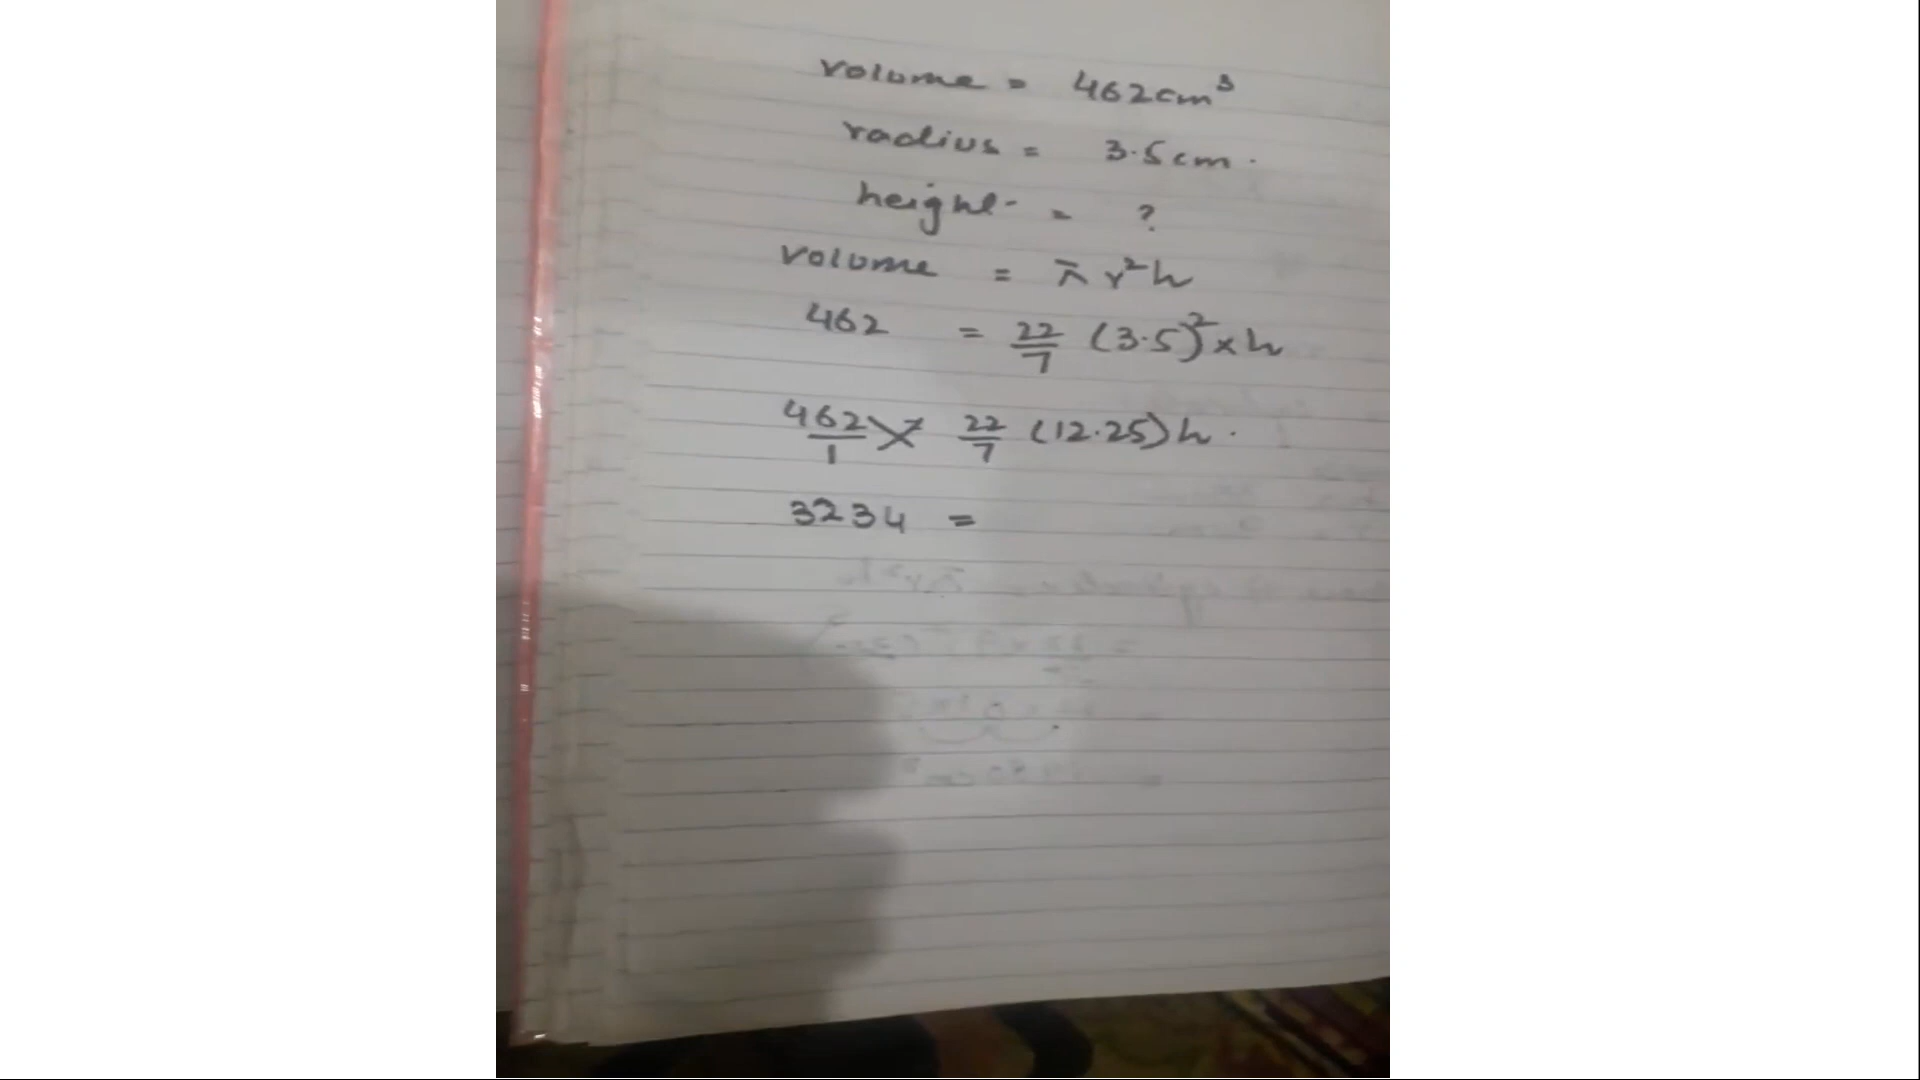 volume = 462cm³
radius = 3.5cm.
height = ?
volume = π r²h
462 = 22/7 (3.5)² x h
462/1 = 22/7 (12.25) h.
3234 =